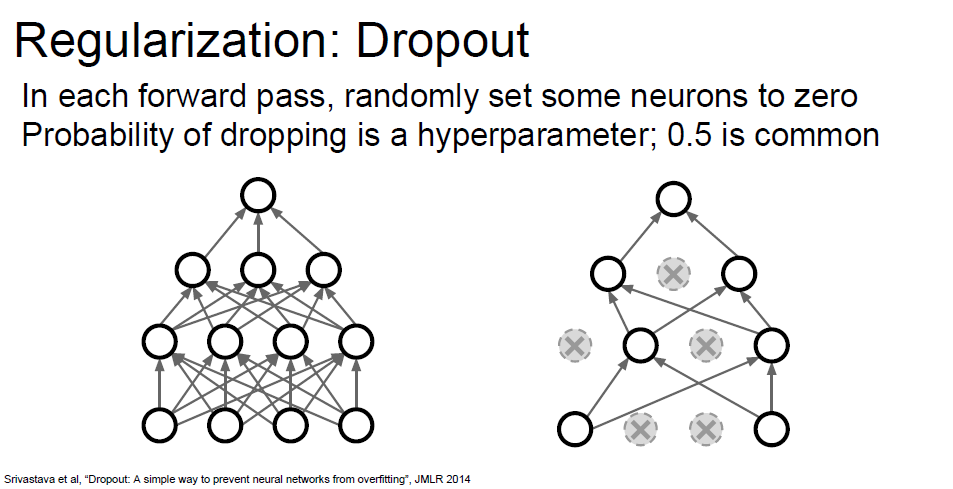 Regularization: Dropout
In each forward pass, randomly set some neurons to zero
Probability of dropping is a hyperparameter; 0.5 is common
Srivastava et al, "Dropout: A simple way to prevent neural networks from overfitting", JMLR 2014